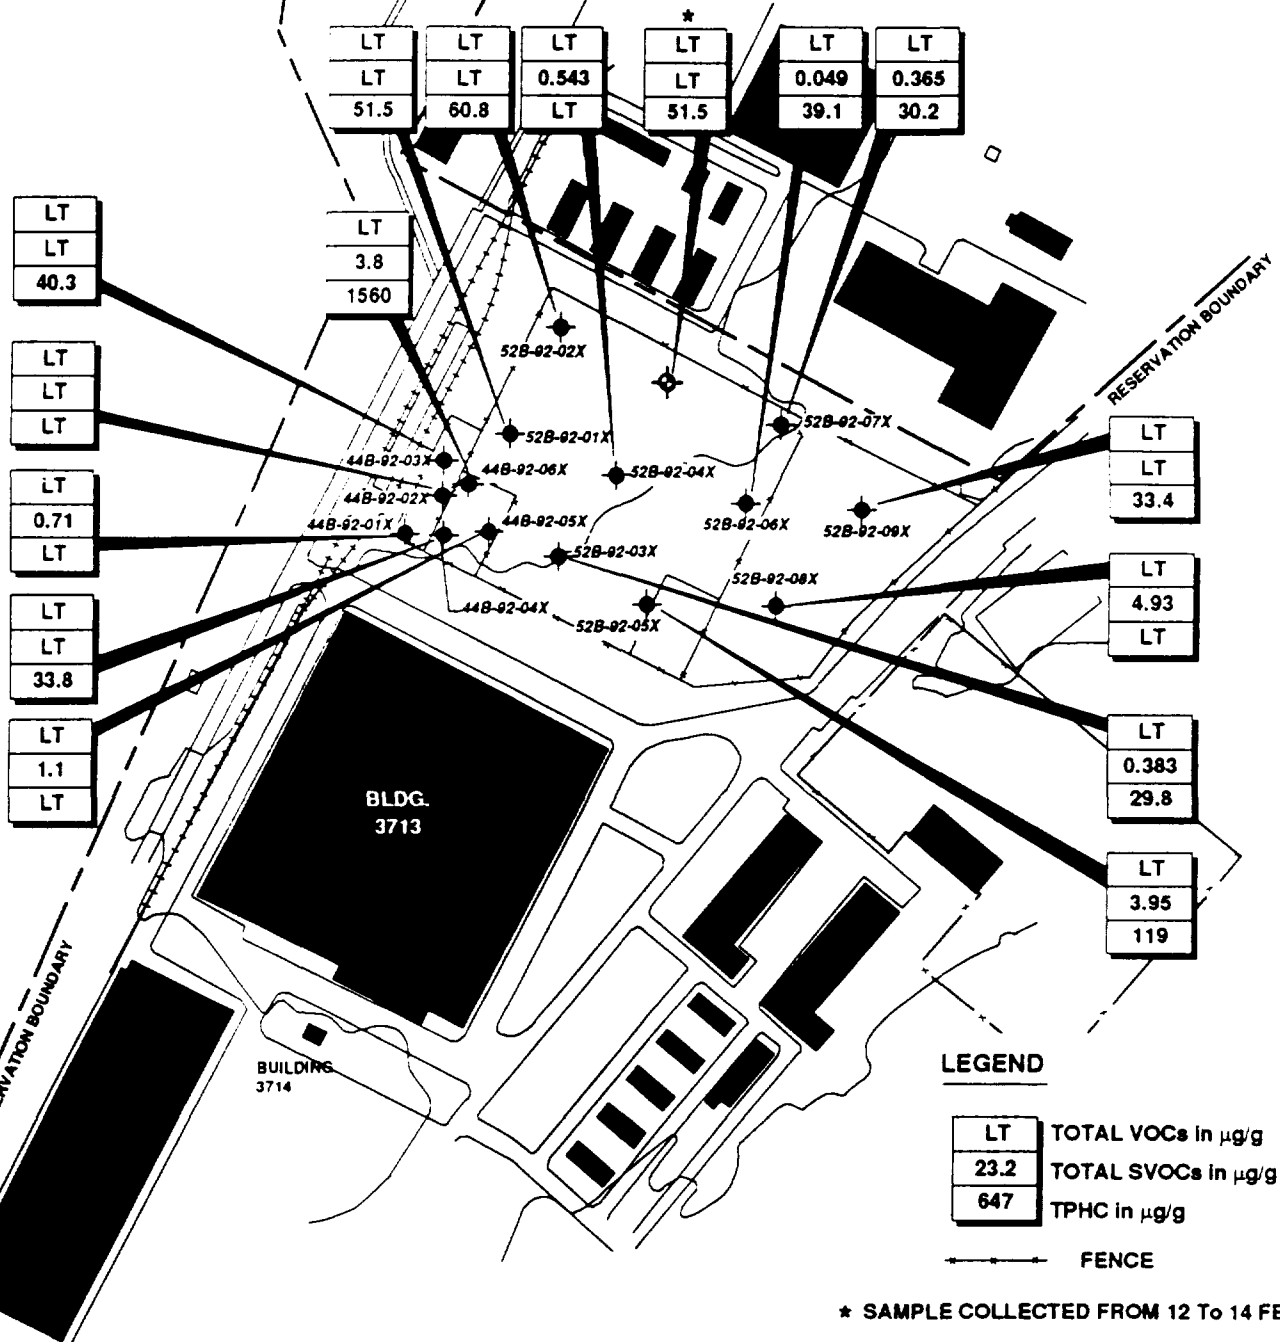 *
LT
LT
51.5
LT
LT
60.8
LT
0.543
LT
LT
LT
51.5
LT
0.049
39.1
LT
0.365
30.2
LT
LT
40.3
LT
3.8
1560
LT
LT
LT
LT
0.71
LT
LT
LT
33.8
LT
1.1
LT
52B-92-02X
52B-92-01X
52B-92-07X
44B-92-03X
44B-92-06X
52B-92-04X
44B-92-02X
44B-92-01X
44B-92-05X
52B-92-06X
52B-92-09X
52B-92-03X
52B-92-08X
44B-92-04X
52B-92-05X
RESERVATION BOUNDARY
LT
LT
33.4
LT
4.93
LT
LT
0.383
29.8
LT
3.95
119
BLDG.
3713
BUILDING
3714
BOUNDARY
LEGEND
LT TOTAL VOCs in µg/g
23.2 TOTAL SVOCs in µg/g
647 TPHC in µg/g
FENCE
* SAMPLE COLLECTED FROM 12 To 14